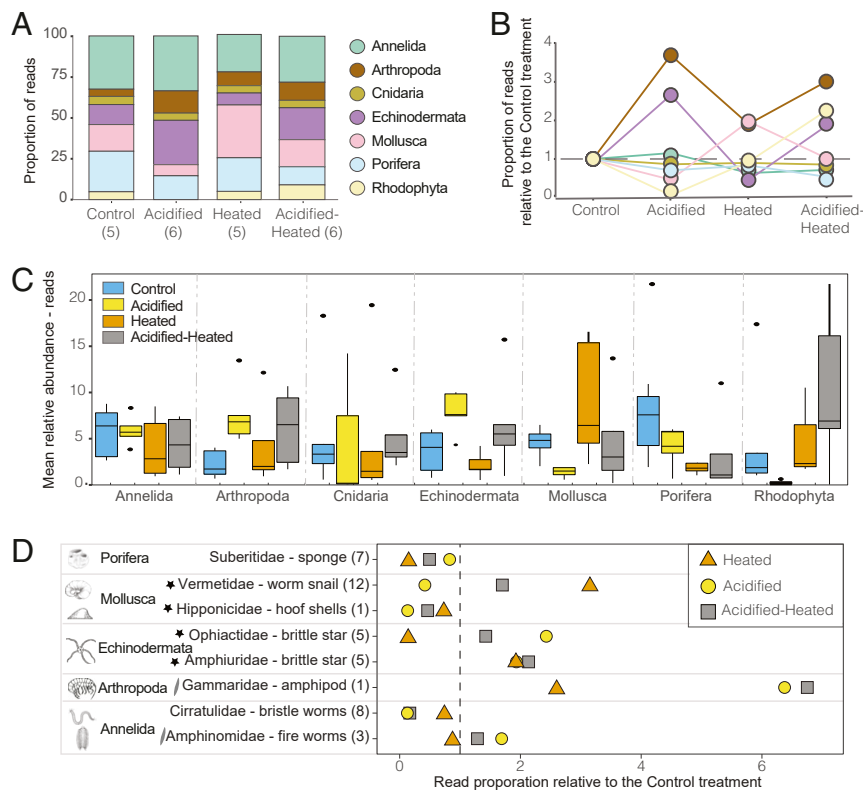 A
Proportion of reads
100
75
50
25
0
Control
(5)
Acidified
(6)
Heated
(5)
Acidified-
Heated (6)
Annelida
Arthropoda
Cnidaria
Echinodermata
Mollusca
Porifera
Rhodophyta
B
Proportion of reads
relative to the Control treatment
4
3
2
1
0
Control
Acidified
Heated
Acidified-
Heated
C
Mean relative abundance - reads
20
15
10
5
0
Control
Acidified
Heated
Acidified-Heated
Annelida
Arthropoda
Cnidaria
Echinodermata
Mollusca
Porifera
Rhodophyta
D
Porifera
Suberitidae - sponge (7)
Mollusca
Vermetidae - worm snail (12)
Hipponicidae - hoof shells (1)
Echinodermata
Ophiactidae - brittle star (5)
Amphiuridae - brittle star (5)
Arthropoda
Gammaridae - amphipod (1)
Annelida
Cirratulidae - bristle worms (8)
Amphinomidae - fire worms (3)
Heated
Acidified
Acidified-Heated
0
2
4
6
Read proporation relative to the Control treatment